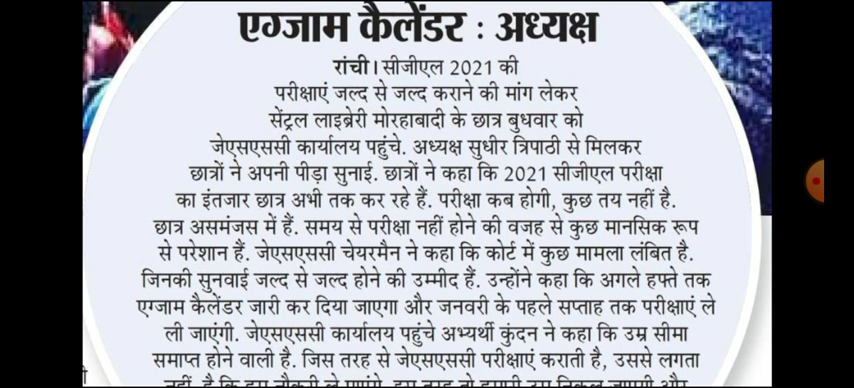 एग्जाम कैलेंडर : अध्यक्ष
रांची। सीजीएल 2021 की
परीक्षाएं जल्द से जल्द कराने की मांग लेकर
सेंट्रल लाइब्रेरी मोरहाबादी के छात्र बुधवार को
जेएसएससी कार्यालय पहुंचे. अध्यक्ष सुधीर त्रिपाठी से मिलकर
छात्रों ने अपनी पीड़ा सुनाई. छात्रों ने कहा कि 2021 सीजीएल परीक्षा
का इंतजार छात्र अभी तक कर रहे हैं. परीक्षा कब होगी, कुछ तय नहीं है.
छात्र असमंजस में हैं. समय से परीक्षा नहीं होने की वजह से कुछ मानसिक रूप
से परेशान हैं. जेएसएससी चेयरमैन ने कहा कि कोर्ट में कुछ मामला लंबित है.
जिनकी सुनवाई जल्द से जल्द होने की उम्मीद हैं. उन्होंने कहा कि अगले हफ्ते तक
एग्जाम कैलेंडर जारी कर दिया जाएगा और जनवरी के पहले सप्ताह तक परीक्षाएं ले
ली जाएंगी. जेएसएससी कार्यालय पहुंचे अभ्यर्थी कुंदन ने कहा कि उम्र सीमा
समाप्त होने वाली है. जिस तरह से जेएसएससी परीक्षाएं कराती है, उससे लगता